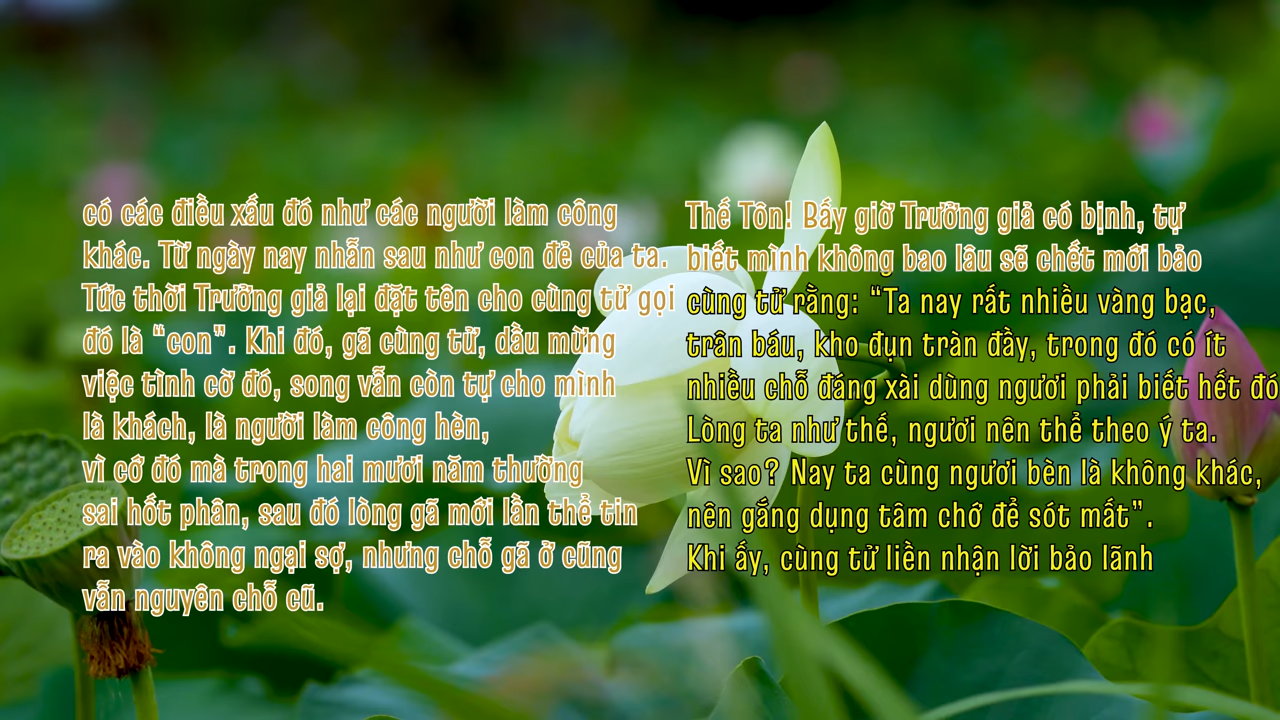 có các điều xấu đó như các người làm công
khác. Từ ngày nay nhẫn sau như con đẻ của ta.
Tức thời Trưởng giả lại đặt tên cho cùng tử gọi
đó là “con”. Khi đó, gã cùng tử, dầu mừng
việc tình cờ đó, song vẫn còn tự cho mình
là khách, là người làm công hèn,
vì cớ đó mà trong hai mươi năm thường
sai hốt phân, sau đó lòng gã mới lần thể tin
ra vào không ngại sợ, nhưng chỗ gã ở cũng
vẫn nguyên chỗ cũ.
Thế Tôn! Bấy giờ Trưởng giả có bịnh, tự
biết mình không bao lâu sẽ chết mới bảo
cùng tử rằng: “Ta nay rất nhiều vàng bạc,
trân báu, kho đụn tràn đầy, trong đó có ít
nhiều chỗ đáng xài dùng ngươi phải biết hết đó
Lòng ta như thế, ngươi nên thể theo ý ta.
Vì sao? Nay ta cùng ngươi bèn là không khác,
nên gắng dụng tâm chớ để sót mất”.
Khi ấy, cùng tử liền nhận lời bảo lãnh